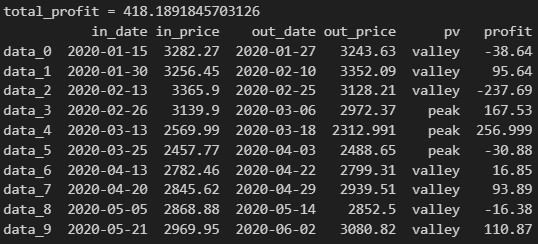 total_profit = 418.1891845703126
in_date in_price out_date out_price pv profit
data_0 2020-01-15 3282.27 2020-01-27 3243.63 valley -38.64
data_1 2020-01-30 3256.45 2020-02-10 3352.09 valley 95.64
data_2 2020-02-13 3365.9 2020-02-25 3128.21 valley -237.69
data_3 2020-02-26 3139.9 2020-03-06 2972.37 peak 167.53
data_4 2020-03-13 2569.99 2020-03-18 2312.991 peak 256.999
data_5 2020-03-25 2457.77 2020-04-03 2488.65 peak -30.88
data_6 2020-04-13 2782.46 2020-04-22 2799.31 valley 16.85
data_7 2020-04-20 2845.62 2020-04-29 2939.51 valley 93.89
data_8 2020-05-05 2868.88 2020-05-14 2852.5 valley -16.38
data_9 2020-05-21 2969.95 2020-06-02 3080.82 valley 110.87